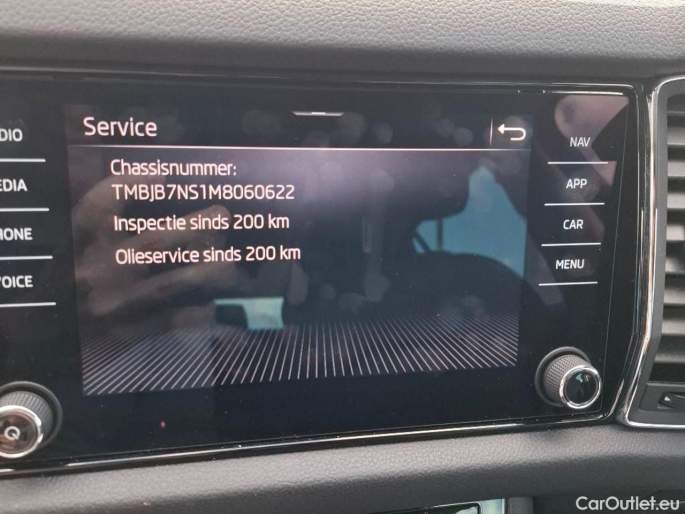 Service
Chassisnummer:
TMBJB7NS1M8060622
Inspectie sinds 200 km
Olieservice sinds 200 km
DIO
EDIA
HONE
VOICE
NAV
APP
CAR
MENU
CarOutlet.eu